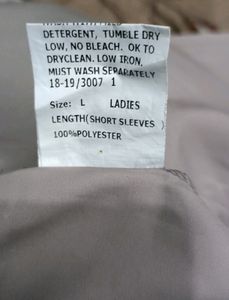 DETERGENT, TUMBLE DRY
LOW, NO BLEACH. OK TO
DRYCLEAN. LOW IRON,
MUST WASH SEPARATELY
18-19/3007 1
Size: L LADIES
LENGTH(SHORT SLEEVES )
100%POLYESTER